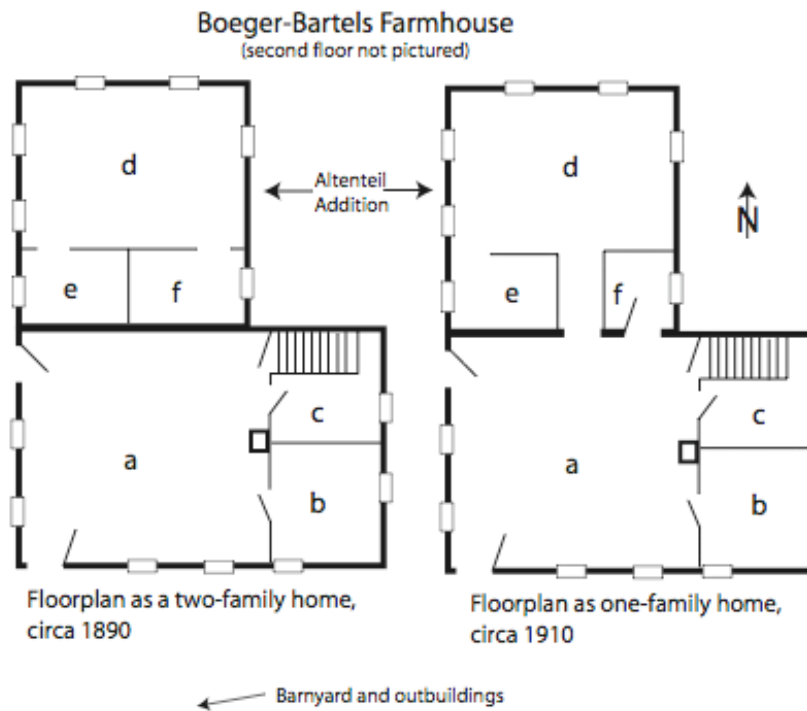 Boeger-Bartels Farmhouse
(second floor not pictured)
d
d
Altenteil
Addition
N
e
f
e
f
c
c
a
a
b
b
Floorplan as a two-family home,
circa 1890
Floorplan as one-family home,
circa 1910
Barnyard and outbuildings